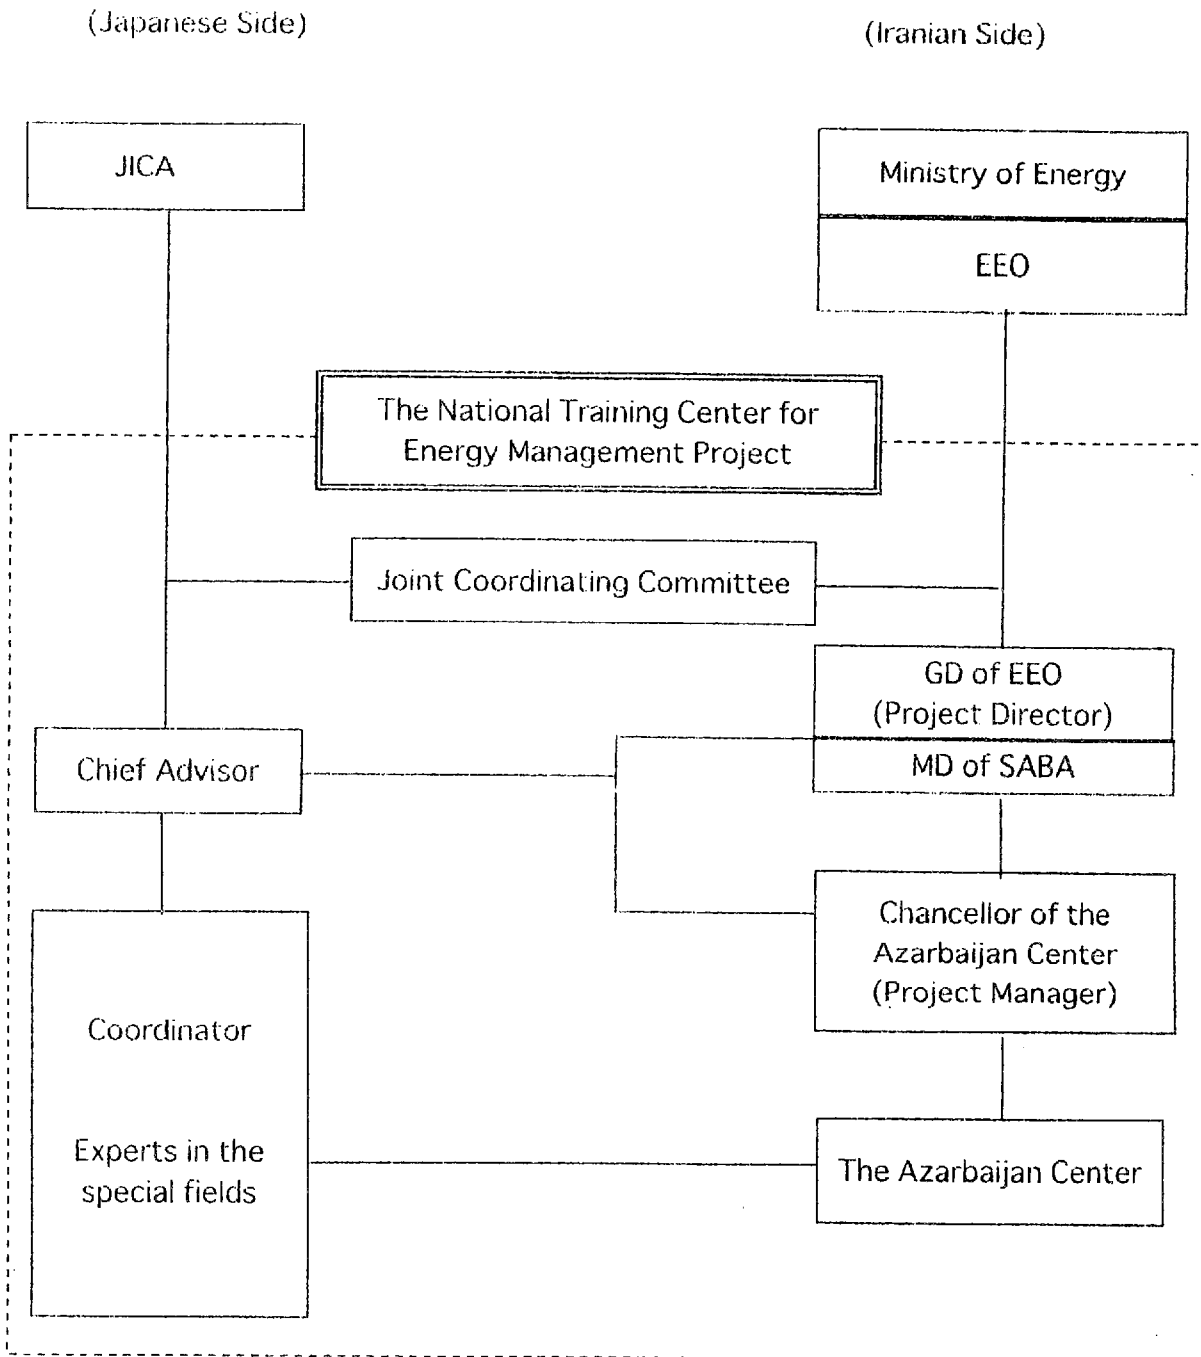 (Japanese Side)
(Iranian Side)
JICA
Ministry of Energy
EEO
The National Training Center for
Energy Management Project
Joint Coordinating Committee
GD of EEO
(Project Director)
MD of SABA
Chief Advisor
Chancellor of the
Azarbaijan Center
(Project Manager)
Coordinator
Experts in the
special fields
The Azarbaijan Center